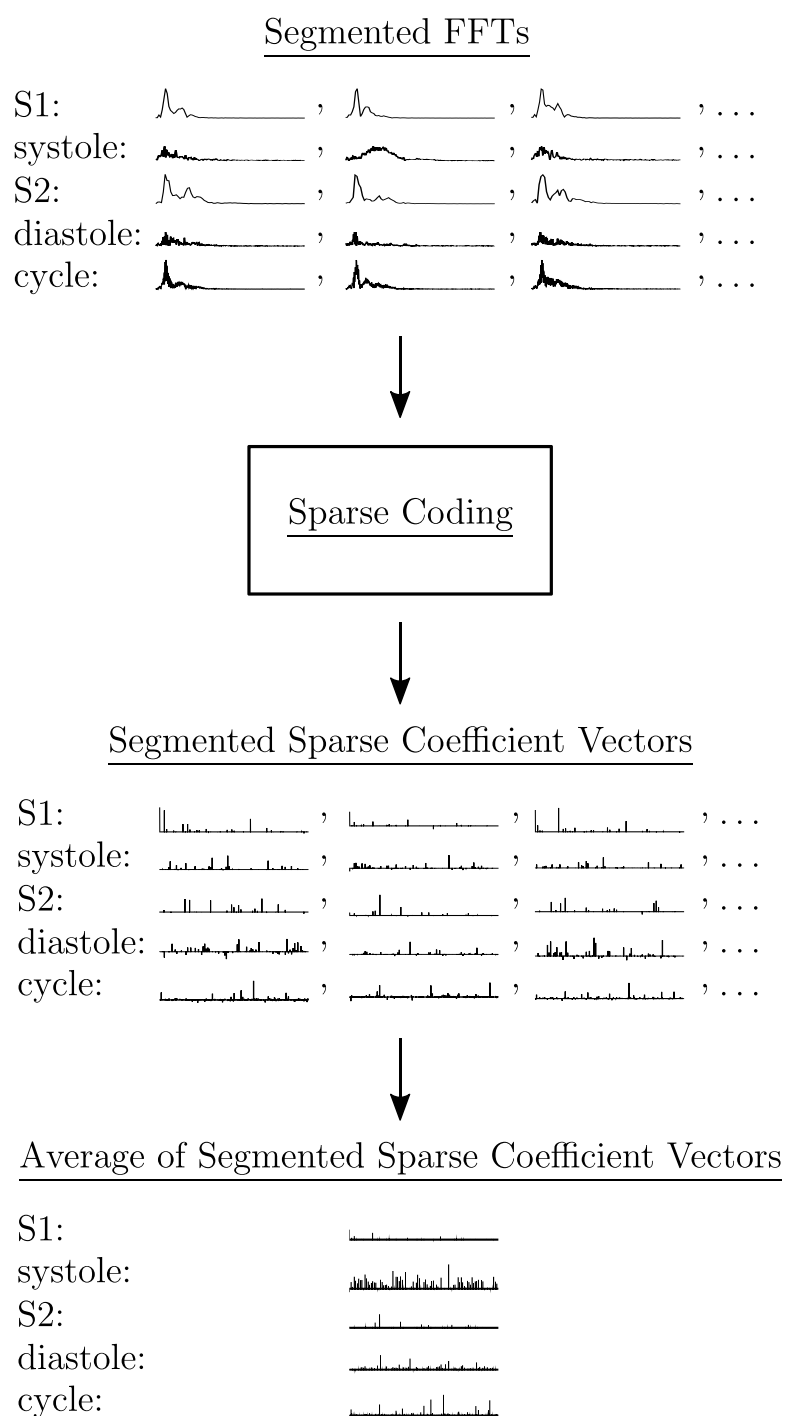 Segmented FFTs
S1: , , , ...
systole: , , , ...
S2: , , , ...
diastole: , , , ...
cycle: , , , ...
Sparse Coding
Segmented Sparse Coefficient Vectors
S1: , , , ...
systole: , , , ...
S2: , , , ...
diastole: , , , ...
cycle: , , , ...
Average of Segmented Sparse Coefficient Vectors
S1:
systole:
S2:
diastole:
cycle: